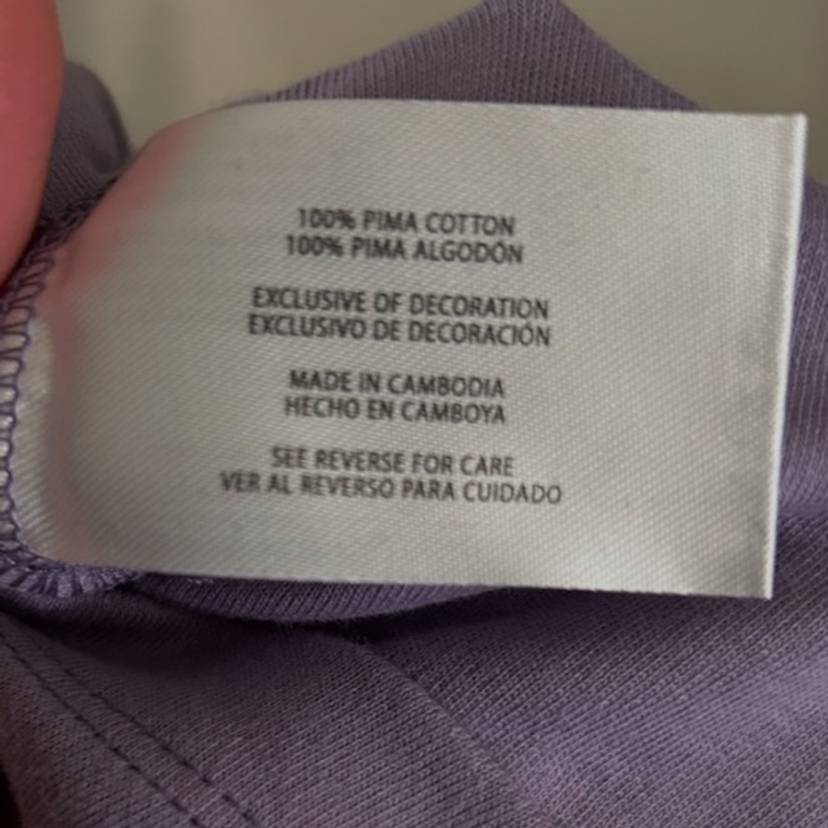 100% PIMA COTTON
100% PIMA ALGODÓN
EXCLUSIVE OF DECORATION
EXCLUSIVO DE DECORACIÓN
MADE IN CAMBODIA
HECHO EN CAMBOYA
SEE REVERSE FOR CARE
VER AL REVERSO PARA CUIDADO